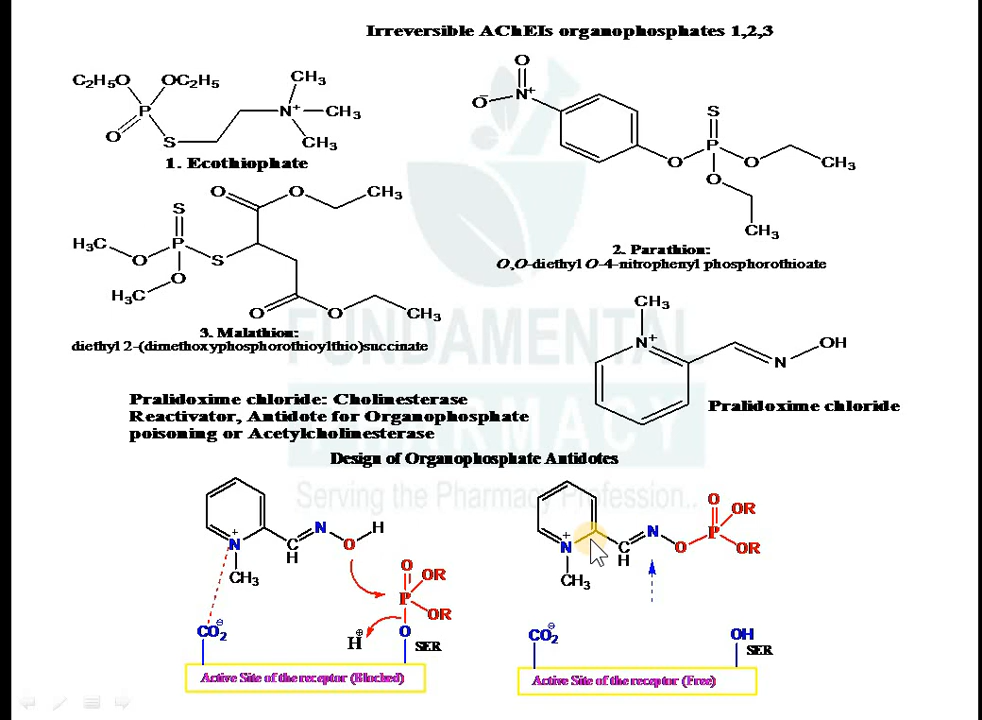 Irreversible AChEIs organophosphates 1,2,3
C2H5O
OC2H5
CH3
P
N+
CH3
O
S
CH3
1. Ecothiophate
O
O-
N+
S
P
O
O
CH3
O
CH3
2. Parathion:
O,O-diethyl O-4-nitrophenyl phosphorothioate
O
O
CH3
S
H3C
P
O
S
O
H3C
O
O
CH3
3. Malathion:
diethyl 2-(dimethoxyphosphorothioylthio)succinate
CH3
N+
OH
N
Pralidoxime chloride
Pralidoxime chloride: Cholinesterase
Reactivator, Antidote for Organophosphate
poisoning or Acetylcholinesterase
FUNDAMENTAL
PHARMACY
Serving the Pharmacy Profession..
Design of Organophosphate Antidotes
+
N
CH3
C
H
N
O
H
O
OR
P
OR
H⊕
O
CO2⊖
SER
Active Site of the receptor (Blocked)
+
N
CH3
C
H
N
O
O
OR
P
OR
CO2⊖
OH
SER
Active Site of the receptor (Free)